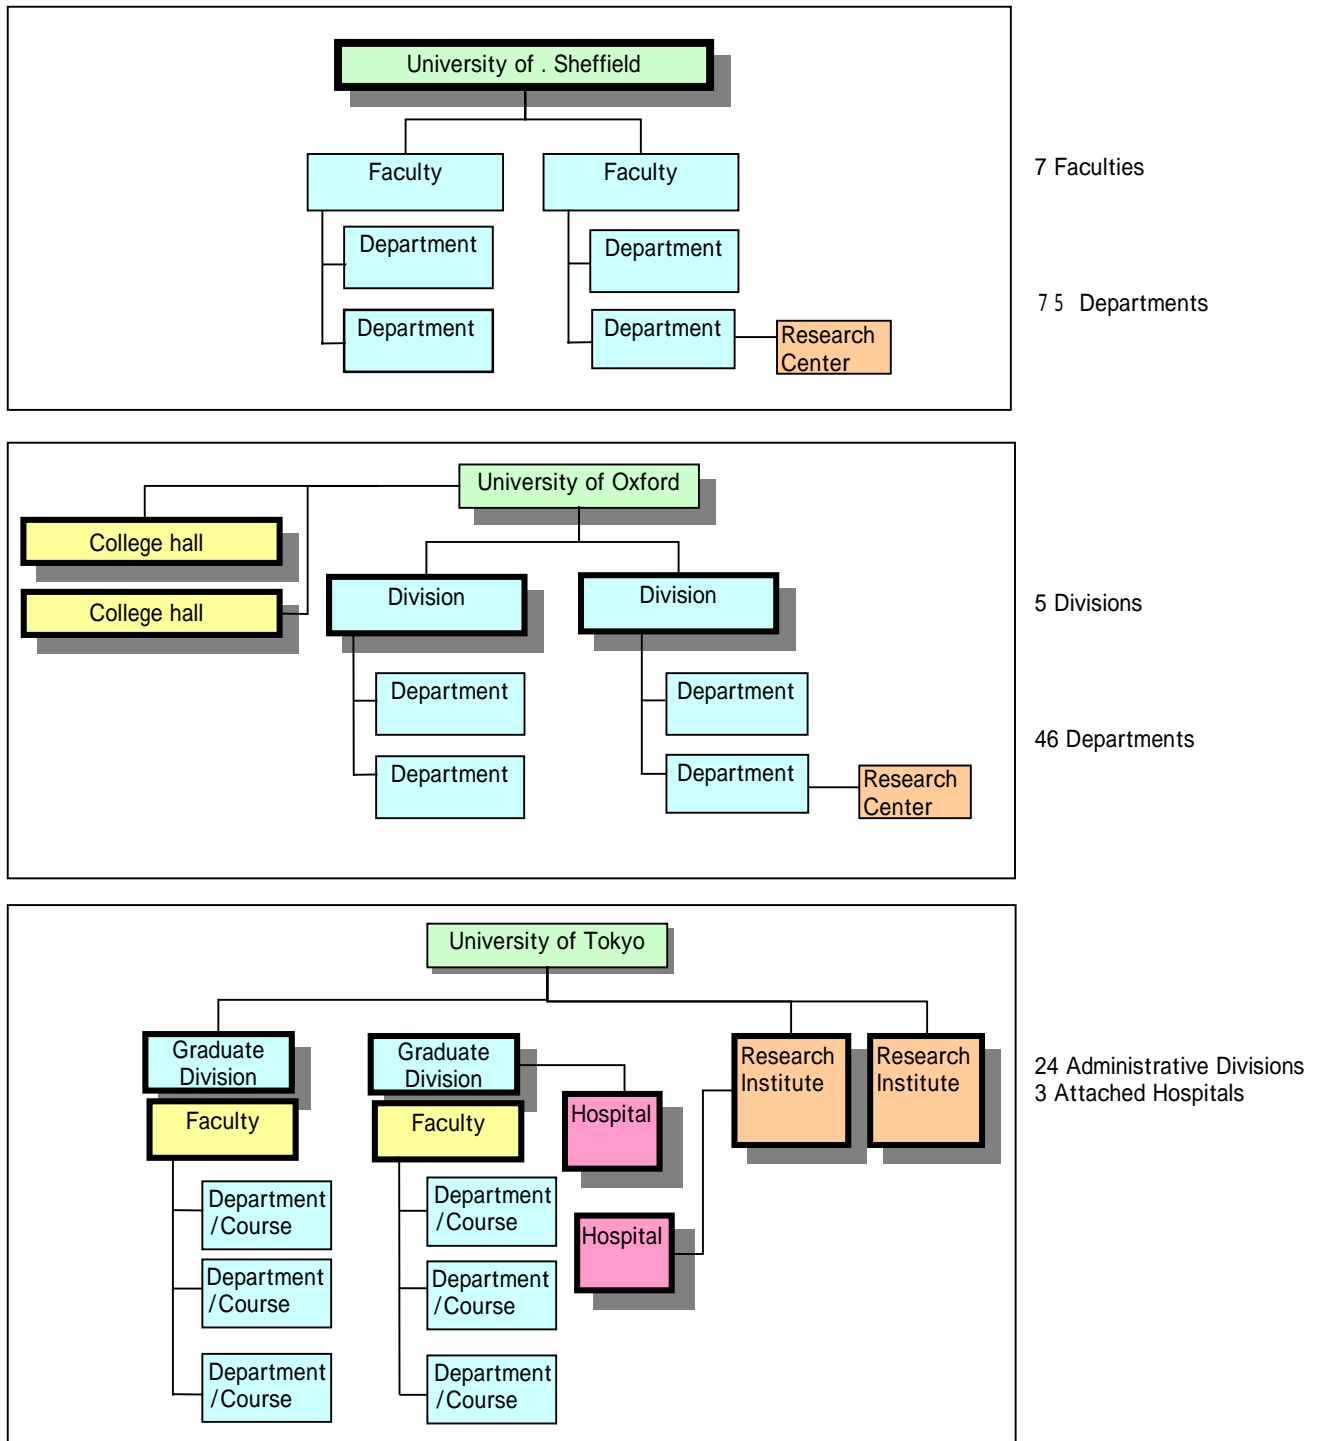 University of . Sheffield
Faculty
Faculty
7 Faculties
Department
Department
75 Departments
Department
Department
Research
Center
University of Oxford
College hall
College hall
Division
Division
5 Divisions
Department
Department
46 Departments
Department
Department
Research
Center
University of Tokyo
Graduate
Division
Graduate
Division
Research
Institute
Research
Institute
24 Administrative Divisions
3 Attached Hospitals
Faculty
Faculty
Hospital
Department
/Course
Department
/Course
Hospital
Department
/Course
Department
/Course
Department
/Course
Department
/Course